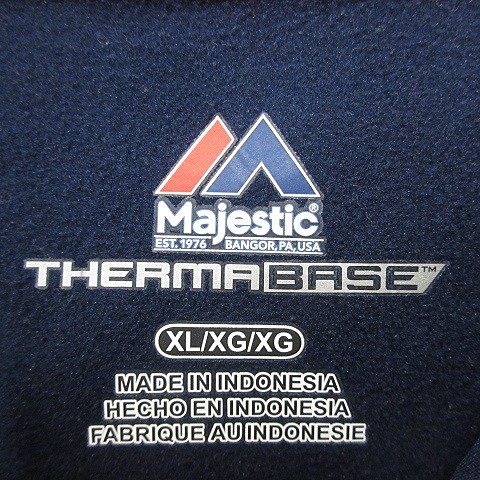 Majestic®
EST. 1976 BANGOR, PA, USA
THERMABASE™
XL/XG/XG
MADE IN INDONESIA
HECHO EN INDONESIA
FABRIQUE AU INDONESIE